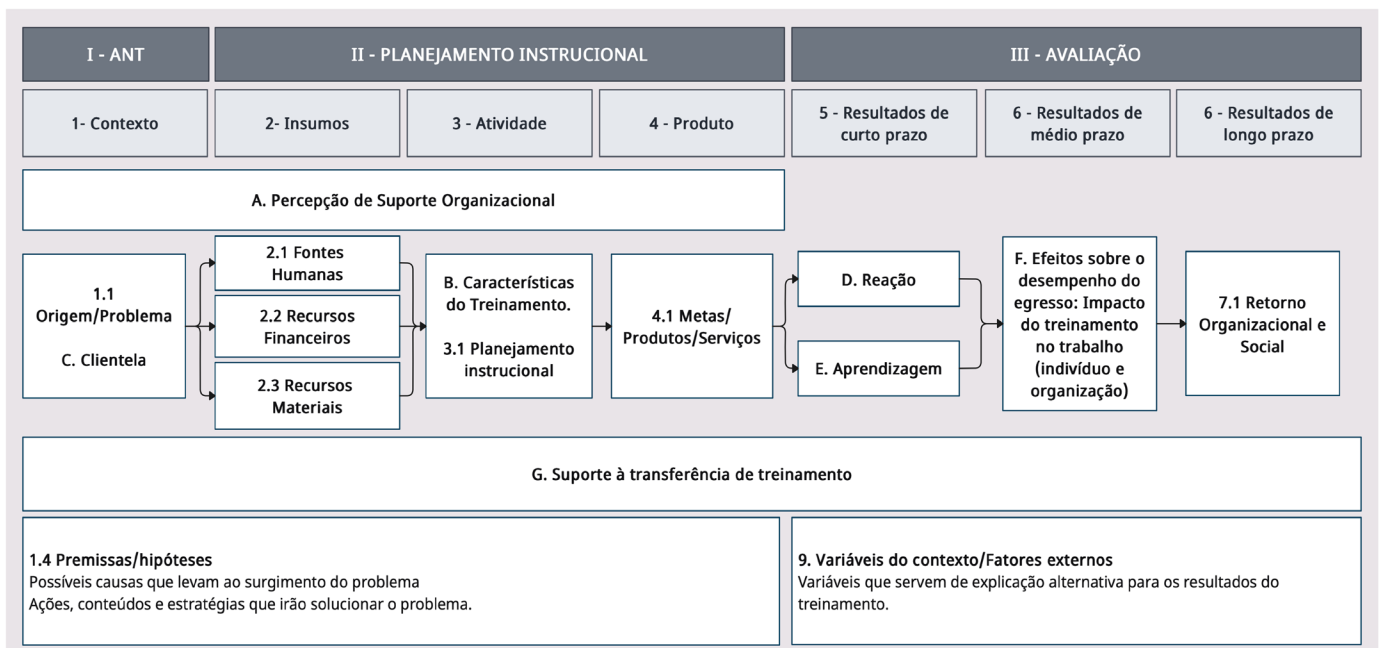 I - ANT
II - PLANEJAMENTO INSTRUCIONAL
III - AVALIAÇÃO
1- Contexto
2- Insumos
3 - Atividade
4 - Produto
5 - Resultados de
curto prazo
6 - Resultados de
médio prazo
6 - Resultados de
longo prazo
A. Percepção de Suporte Organizacional
1.1
Origem/Problema
C. Clientela
2.1 Fontes
Humanas
2.2 Recursos
Financeiros
2.3 Recursos
Materiais
B. Características
do Treinamento.
3.1 Planejamento
instrucional
4.1 Metas/
Produtos/Serviços
D. Reação
E. Aprendizagem
F. Efeitos sobre o
desempenho do
egresso: Impacto
do treinamento
no trabalho
(indivíduo e
organização)
7.1 Retorno
Organizacional e
Social
G. Suporte à transferência de treinamento
1.4 Premissas/hipóteses
Possíveis causas que levam ao surgimento do problema
Ações, conteúdos e estratégias que irão solucionar o problema.
9. Variáveis do contexto/Fatores externos
Variáveis que servem de explicação alternativa para os resultados do
treinamento.